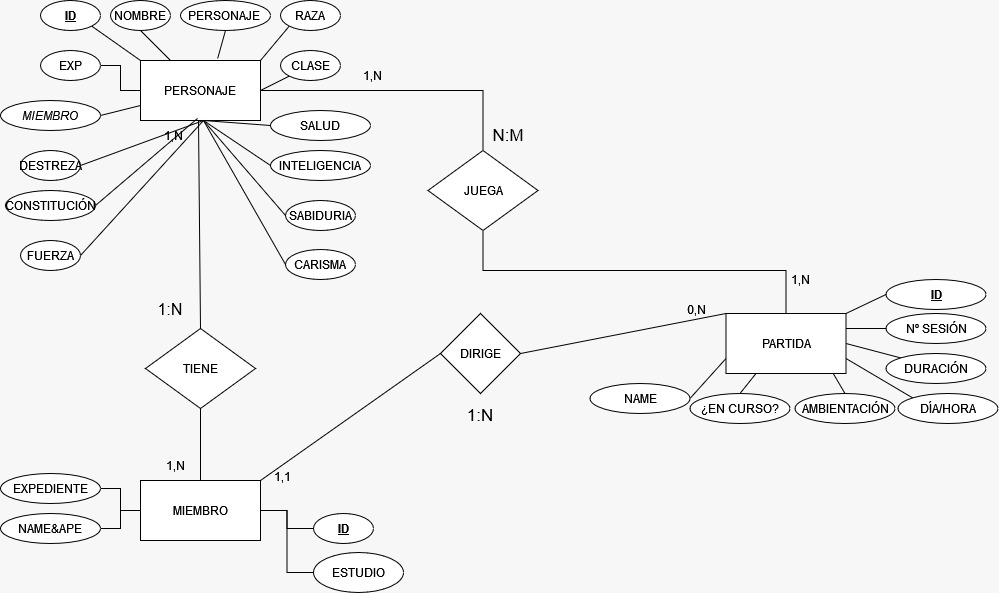 ID
NOMBRE
PERSONAJE
RAZA
EXP
CLASE
1,N
PERSONAJE
MIEMBRO
SALUD
1,N
N:M
DESTREZA
INTELIGENCIA
JUEGA
CONSTITUCIÓN
SABIDURIA
FUERZA
CARISMA
1,N
ID
1:N
0,N
Nº SESIÓN
PARTIDA
DIRIGE
TIENE
DURACIÓN
NAME
¿EN CURSO?
AMBIENTACIÓN
DÍA/HORA
1:N
1,N
1,1
EXPEDIENTE
MIEMBRO
NAME&APE
ID
ESTUDIO